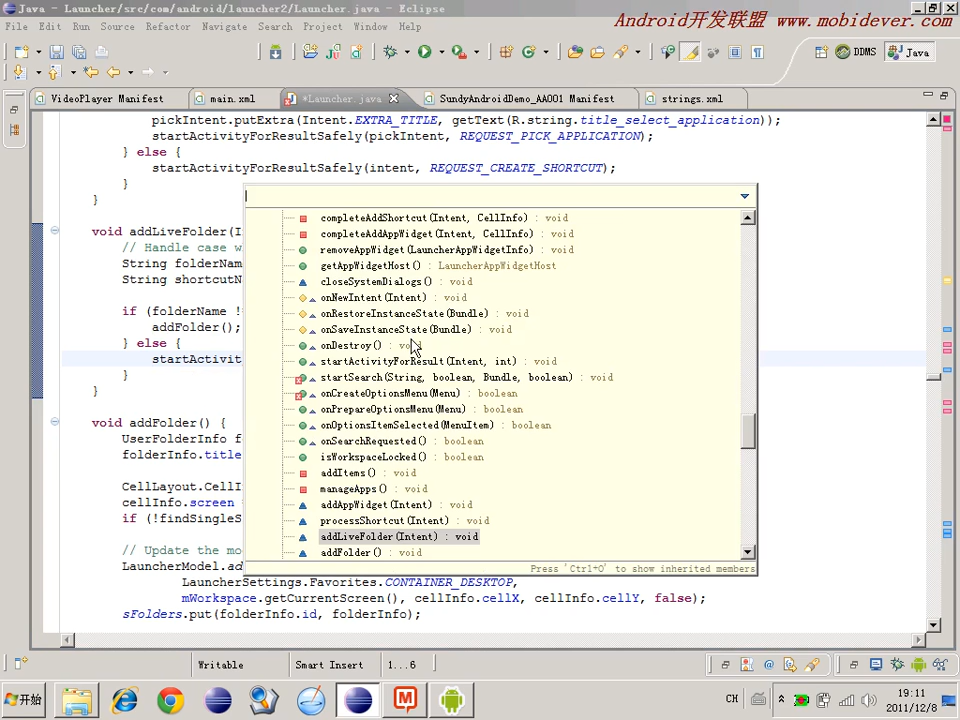 Java - Launcher/src/com/android/launcher2/Launcher.java - Eclipse
Android开发联盟 www.mobidever.com
File Edit Run Source Refactor Navigate Search Project Window Help
DDMS
Java
VideoPlayer Manifest
main.xml
*Launcher.java
SundyAndroidDemo_AA001 Manifest
strings.xml
pickIntent.putExtra(Intent.EXTRA_TITLE, getText(R.string.title_select_application));
startActivityForResultSafely(pickIntent, REQUEST_PICK_APPLICATION);
} else {
startActivityForResultSafely(intent, REQUEST_CREATE_SHORTCUT);
}
}
void addLiveFolder(I
// Handle case w
String folderNam
String shortcutN
if (folderName !
addFolder();
} else {
startActivit
}
}
void addFolder() {
UserFolderInfo f
folderInfo.title
CellLayout.CellI
cellInfo.screen
if (!findSingleS
// Update the mo
LauncherModel.ad
LauncherSettings.Favorites.CONTAINER_DESKTOP,
mWorkspace.getCurrentScreen(), cellInfo.cellX, cellInfo.cellY, false);
sFolders.put(folderInfo.id, folderInfo);
completeAddShortcut(Intent, CellInfo) : void
completeAddAppWidget(Intent, CellInfo) : void
removeAppWidget(LauncherAppWidgetInfo) : void
getAppWidgetHost() : LauncherAppWidgetHost
closeSystemDialogs() : void
onNewIntent(Intent) : void
onRestoreInstanceState(Bundle) : void
onSaveInstanceState(Bundle) : void
onDestroy() : void
startActivityForResult(Intent, int) : void
startSearch(String, boolean, Bundle, boolean) : void
onCreateOptionsMenu(Menu) : boolean
onPrepareOptionsMenu(Menu) : boolean
onOptionsItemSelected(MenuItem) : boolean
onSearchRequested() : boolean
isWorkspaceLocked() : boolean
addItems() : void
manageApps() : void
addAppWidget(Intent) : void
processShortcut(Intent) : void
addLiveFolder(Intent) : void
addFolder() : void
Press 'Ctrl+O' to show inherited members
Writable
Smart Insert
1...6
开始
CH
19:11
2011/12/8